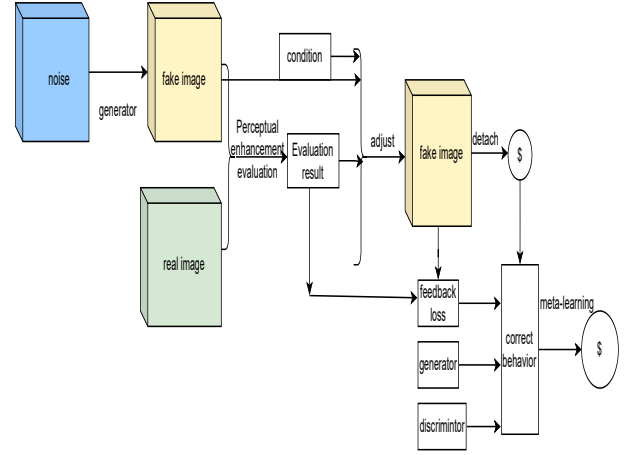 condition
noise
fake image
generator
Perceptual
enhancement
evaluation
Evaluation
result
adjust
fake image
detach
$
real image
feedback
loss
meta-learning
correct
behavior
$
generator
discrimintor